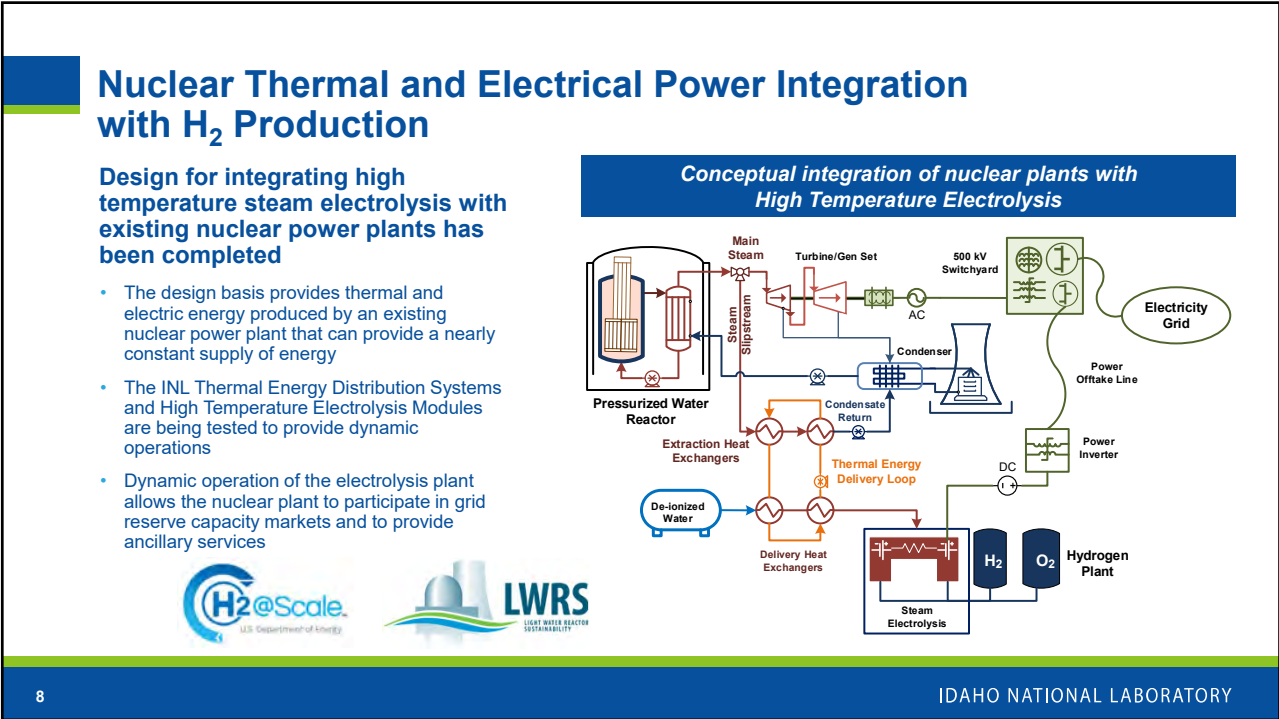 Nuclear Thermal and Electrical Power Integration
with H₂ Production
Design for integrating high
temperature steam electrolysis with
existing nuclear power plants has
been completed
• The design basis provides thermal and
electric energy produced by an existing
nuclear power plant that can provide a nearly
constant supply of energy
• The INL Thermal Energy Distribution Systems
and High Temperature Electrolysis Modules
are being tested to provide dynamic
operations
• Dynamic operation of the electrolysis plant
allows the nuclear plant to participate in grid
reserve capacity markets and to provide
ancillary services
H2@Scale
U.S. Department of Energy
LWRS
LIGHT WATER REACTOR
SUSTAINABILITY
Conceptual integration of nuclear plants with
High Temperature Electrolysis
Main
Steam
Turbine/Gen Set
500 kV
Switchyard
Steam
Slipstream
AC
Electricity
Grid
Condenser
Power
Offtake Line
Pressurized Water
Reactor
Condensate
Return
Extraction Heat
Exchangers
Power
Inverter
Thermal Energy
Delivery Loop
DC
De-ionized
Water
Delivery Heat
Exchangers
H₂
O₂
Hydrogen
Plant
Steam
Electrolysis
8
IDAHO NATIONAL LABORATORY